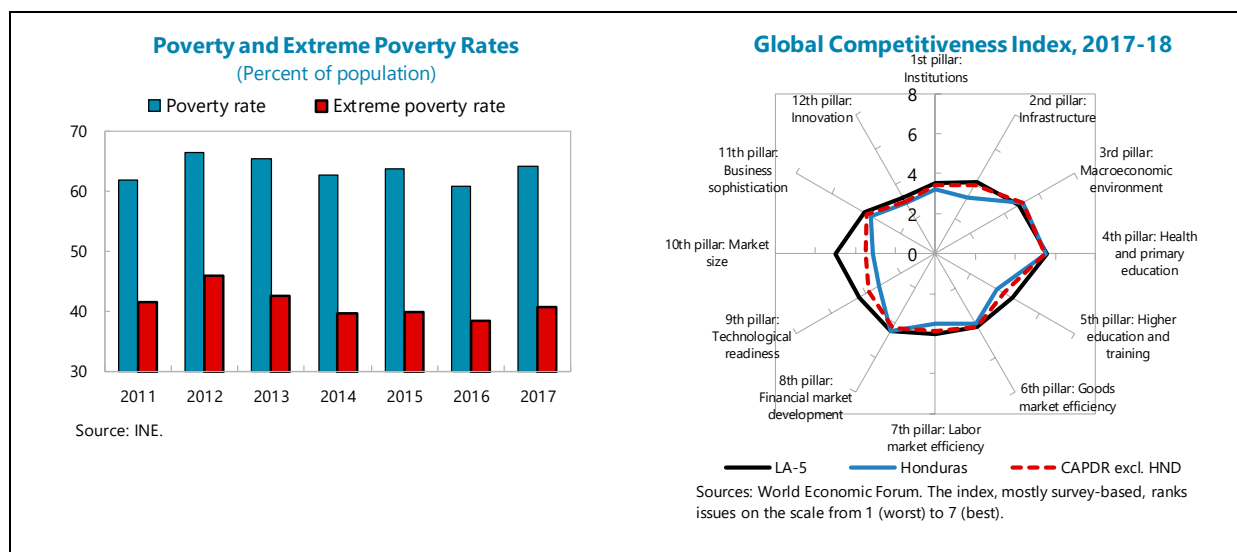 Poverty and Extreme Poverty Rates
(Percent of population)
Poverty rate
Extreme poverty rate
70
60
50
40
30
2011 2012 2013 2014 2015 2016 2017
Source: INE.
Global Competitiveness Index, 2017-18
1st pillar:
Institutions
2nd pillar:
Infrastructure
3rd pillar:
Macroeconomic
environment
4th pillar: Health
and primary
education
5th pillar: Higher
education and
training
6th pillar: Goods
market efficiency
7th pillar: Labor
market efficiency
8th pillar:
Financial market
development
9th pillar:
Technological
readiness
10th pillar: Market
size
11th pillar:
Business
sophistication
12th pillar:
Innovation
8
6
4
2
0
LA-5
Honduras
CAPDR excl. HND
Sources: World Economic Forum. The index, mostly survey-based, ranks
issues on the scale from 1 (worst) to 7 (best).